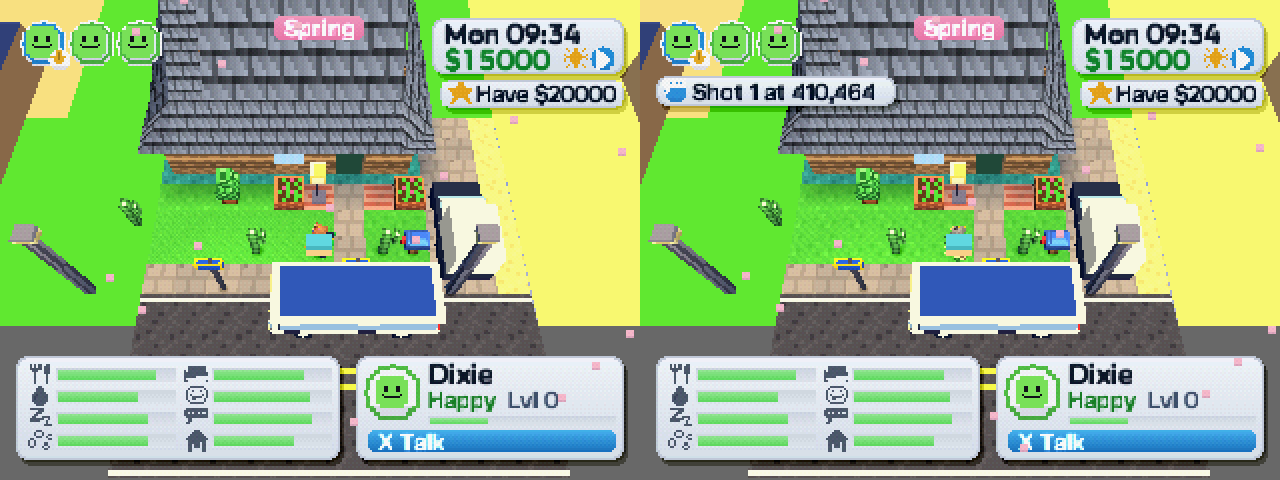 Spring
Mon 09:34
$15000
Have $20000
Dixie
Happy Lvl 0
X Talk
Spring
Mon 09:34
$15000
Shot 1 at 410,464
Have $20000
Dixie
Happy Lvl 0
X Talk